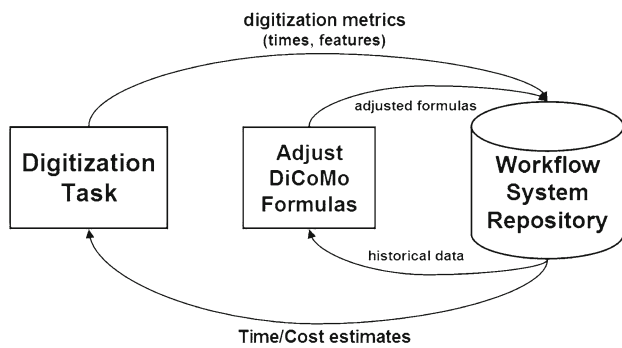 digitization metrics
(times, features)
adjusted formulas
Digitization
Task
Adjust
DiCoMo
Formulas
Workflow
System
Repository
historical data
Time/Cost estimates